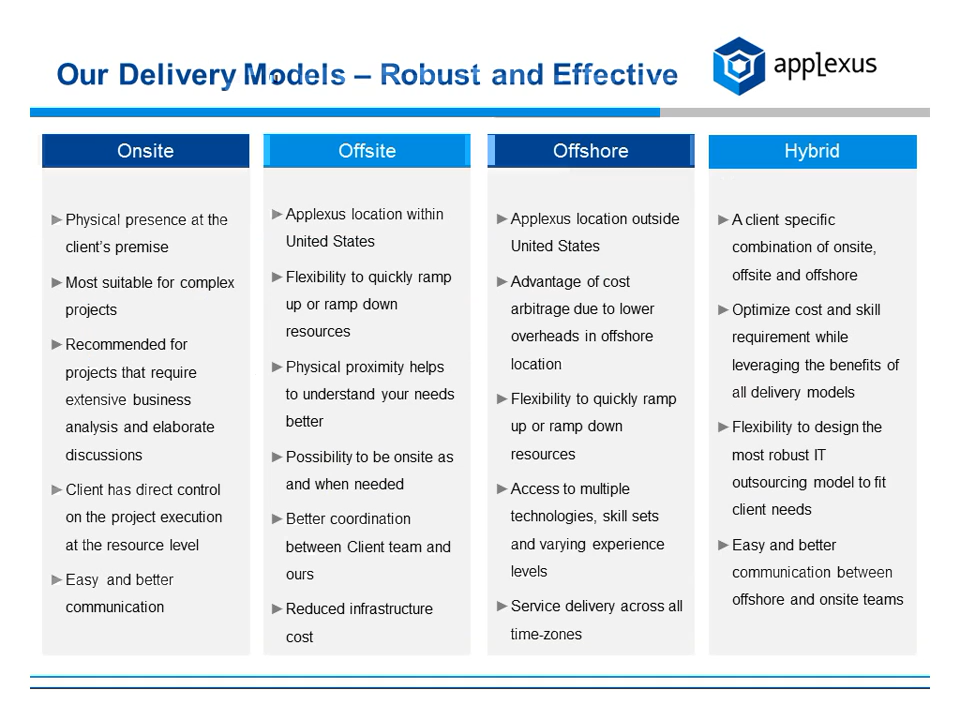 Our Delivery Models – Robust and Effective
applexus
Onsite
► Physical presence at the
client's premise
► Most suitable for complex
projects
► Recommended for
projects that require
extensive business
analysis and elaborate
discussions
► Client has direct control
on the project execution
at the resource level
► Easy and better
communication
Offsite
► Applexus location within
United States
► Flexibility to quickly ramp
up or ramp down
resources
► Physical proximity helps
to understand your needs
better
► Possibility to be onsite as
and when needed
► Better coordination
between Client team and
ours
► Reduced infrastructure
cost
Offshore
► Applexus location outside
United States
► Advantage of cost
arbitrage due to lower
overheads in offshore
location
► Flexibility to quickly ramp
up or ramp down
resources
► Access to multiple
technologies, skill sets
and varying experience
levels
► Service delivery across all
time-zones
Hybrid
► A client specific
combination of onsite,
offsite and offshore
► Optimize cost and skill
requirement while
leveraging the benefits of
all delivery models
► Flexibility to design the
most robust IT
outsourcing model to fit
client needs
► Easy and better
communication between
offshore and onsite teams